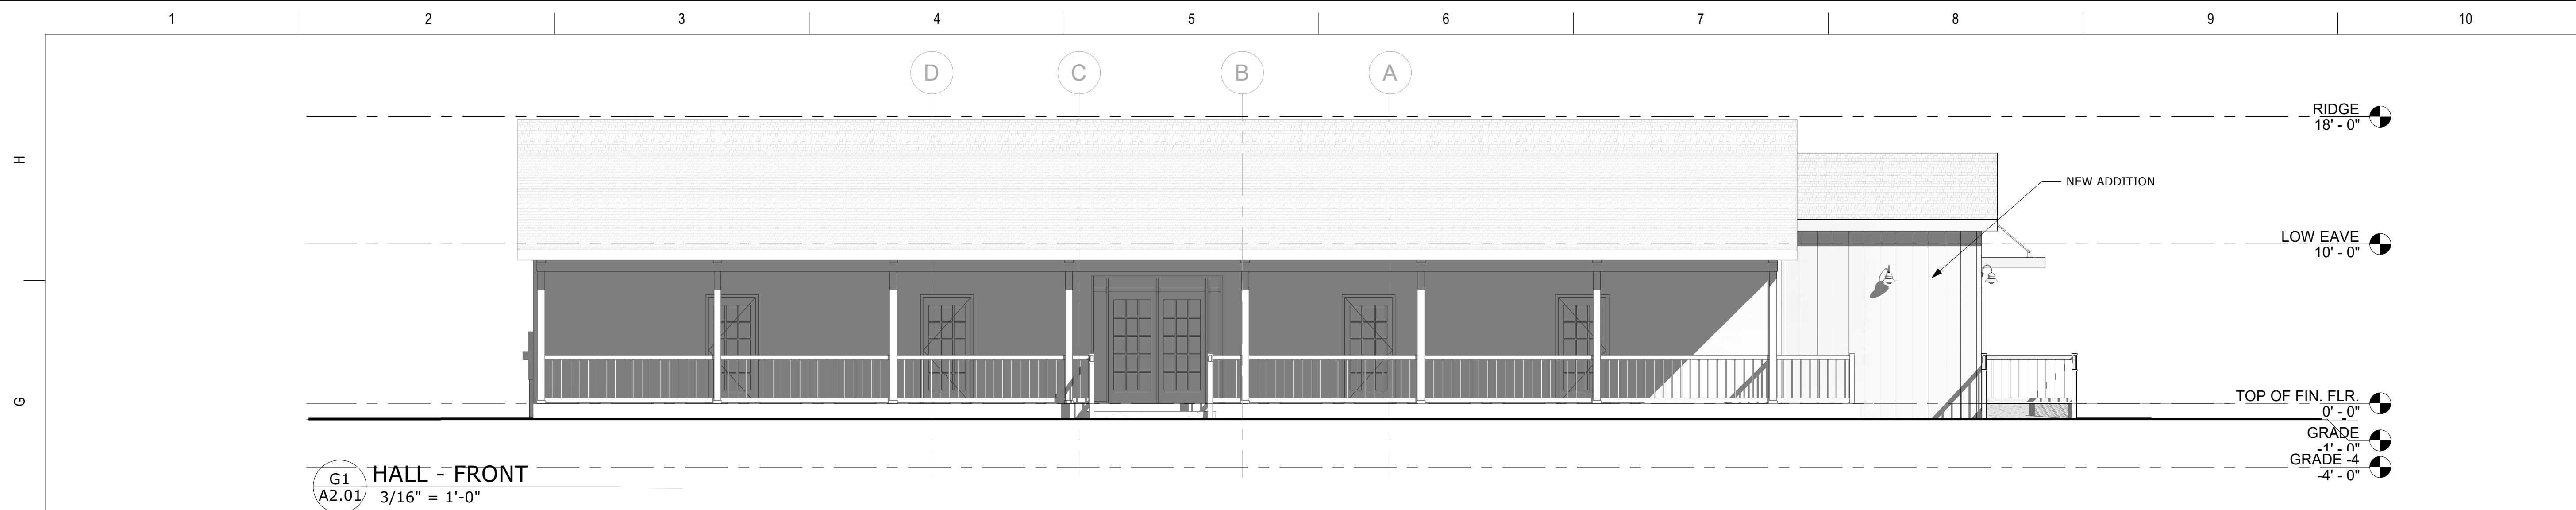 1 2 3 4 5 6 7 8 9 10
D C B A
RIDGE
18' - 0"
H
NEW ADDITION
LOW EAVE
10' - 0"
G
TOP OF FIN. FLR.
0' - 0"
GRADE
-1' - 0"
GRADE -4
-4' - 0"
G1
A2.01
HALL - FRONT
3/16" = 1'-0"